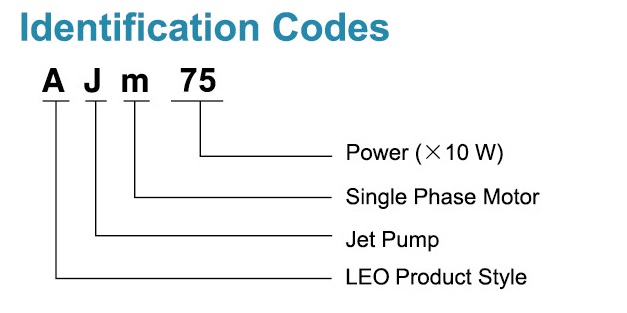 Identification Codes
A J m 75
Power (×10 W)
Single Phase Motor
Jet Pump
LEO Product Style